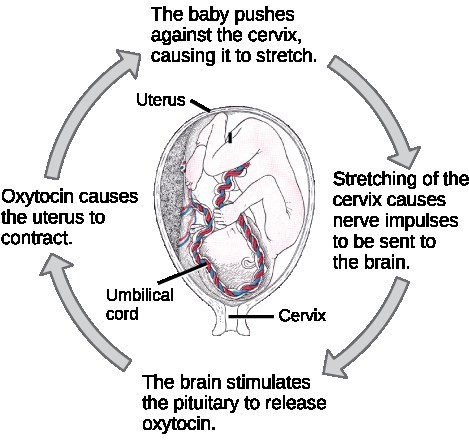 The baby pushes
against the cervix,
causing it to stretch.
Uterus
Stretching of the
cervix causes
nerve impulses
to be sent to
the brain.
Oxytocin causes
the uterus to
contract.
Umbilical
cord
Cervix
The brain stimulates
the pituitary to release
oxytocin.